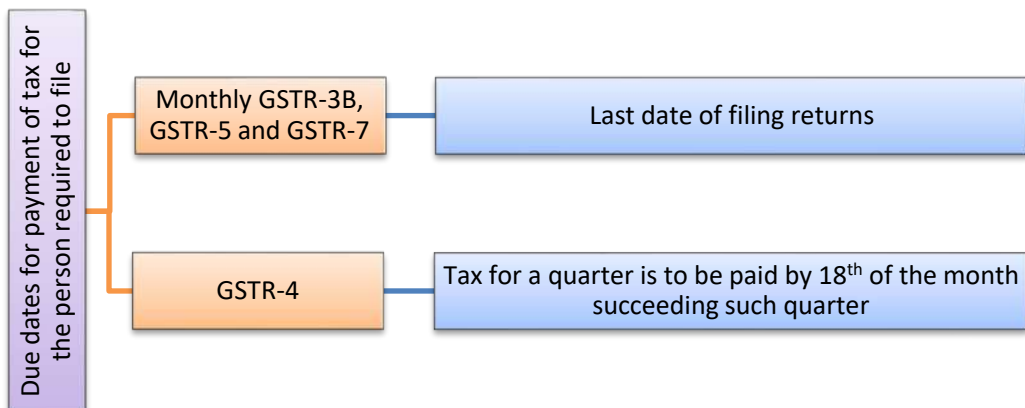 Due dates for payment of tax for
the person required to file
Monthly GSTR-3B,
GSTR-5 and GSTR-7
Last date of filing returns
GSTR-4
Tax for a quarter is to be paid by 18th of the month
succeeding such quarter